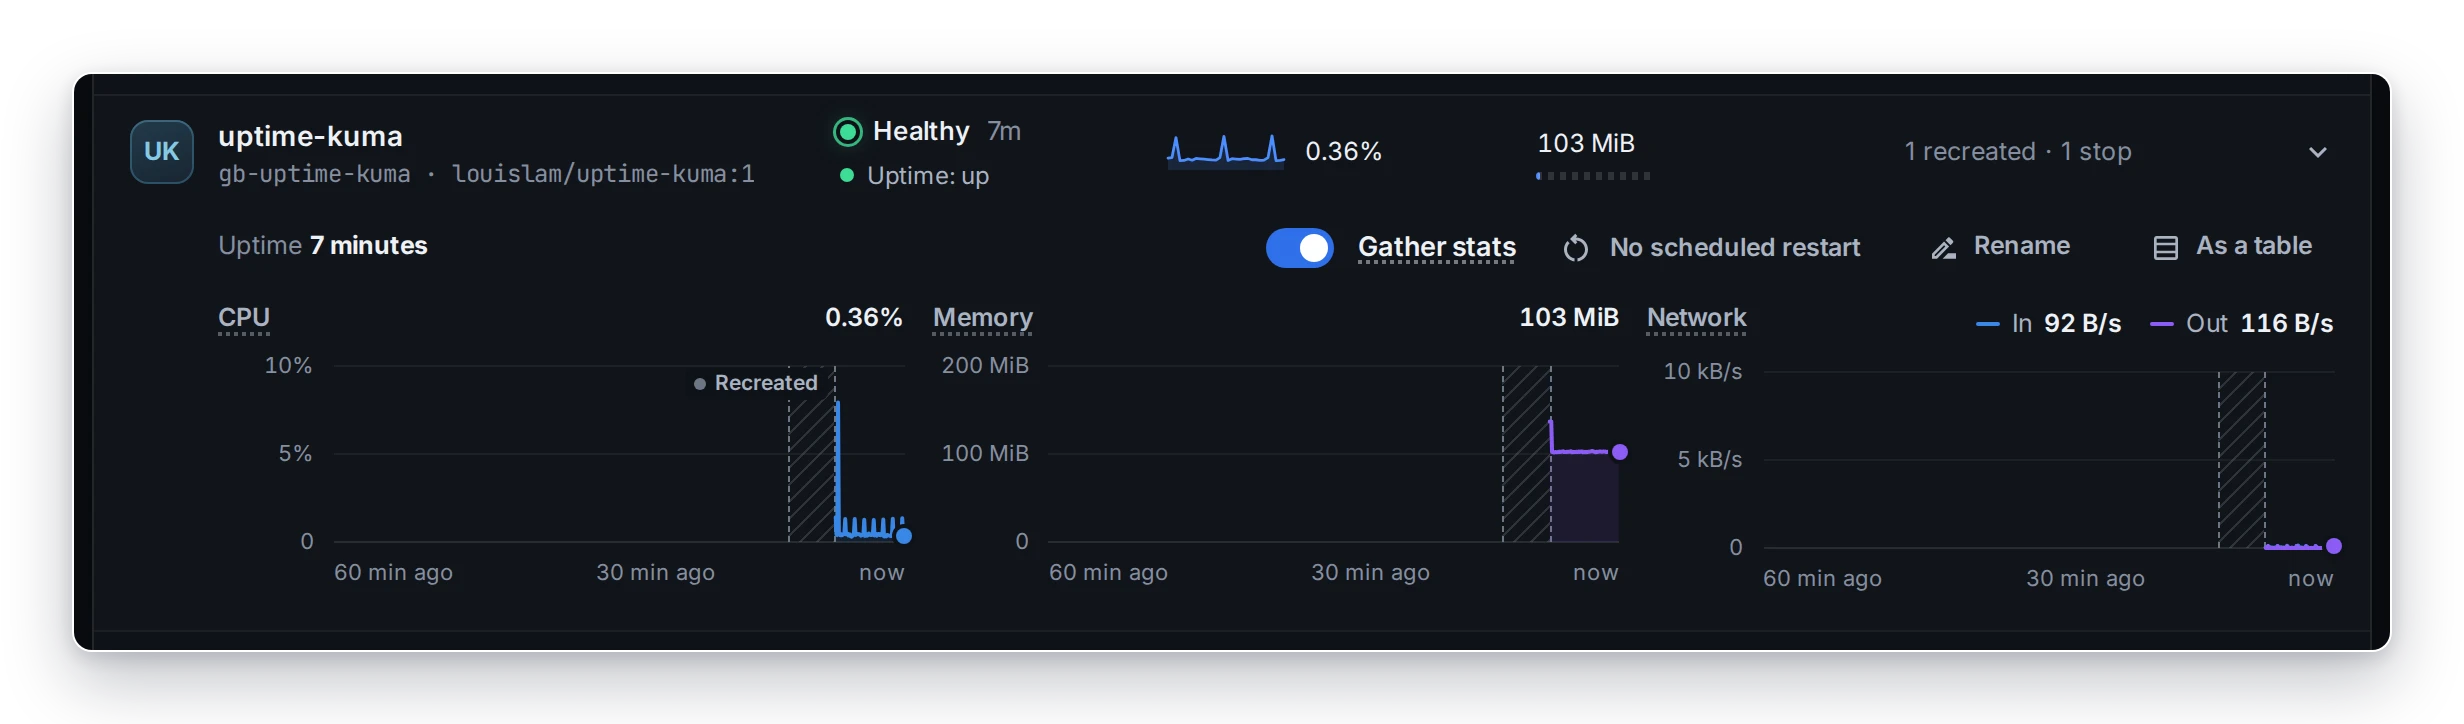 UK
uptime-kuma
gb-uptime-kuma · louislam/uptime-kuma:1
Healthy 7m
Uptime: up
0.36%
103 MiB
1 recreated · 1 stop
Uptime 7 minutes
Gather stats
No scheduled restart
Rename
As a table
CPU
0.36%
10%
Recreated
5%
0
60 min ago 30 min ago now
Memory
103 MiB
200 MiB
100 MiB
0
60 min ago 30 min ago now
Network
In 92 B/s Out 116 B/s
10 kB/s
5 kB/s
0
60 min ago 30 min ago now